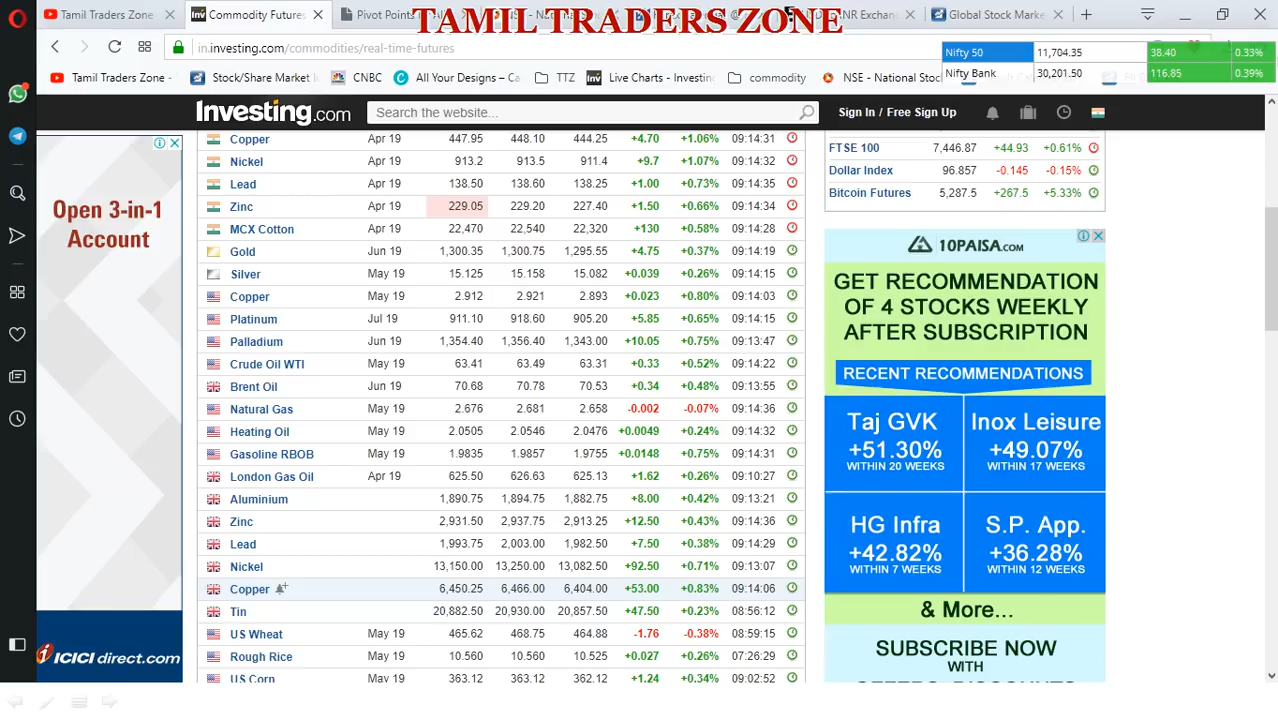 TAMIL TRADERS ZONE
Tamil Traders Zone
Commodity Futures
Pivot Points
Global Stock Marke
in.investing.com/commodities/real-time-futures
Nifty 50 11,704.35 38.40 0.33%
Nifty Bank 30,201.50 116.85 0.39%
Tamil Traders Zone - Stock/Share Market CNBC All Your Designs – Ca TTZ Live Charts - Investin commodity NSE - National Stoc
Investing.com Search the website... Sign In / Free Sign Up
Copper Apr 19 447.95 448.10 444.25 +4.70 +1.06% 09:14:31
Nickel Apr 19 913.2 913.5 911.4 +9.7 +1.07% 09:14:32
Lead Apr 19 138.50 138.60 138.25 +1.00 +0.73% 09:14:35
Zinc Apr 19 229.05 229.20 227.40 +1.50 +0.66% 09:14:34
MCX Cotton Apr 19 22,470 22,540 22,320 +130 +0.58% 09:14:28
Gold Jun 19 1,300.35 1,300.75 1,295.55 +4.75 +0.37% 09:14:19
Silver May 19 15.125 15.158 15.082 +0.039 +0.26% 09:14:15
Copper May 19 2.912 2.921 2.893 +0.023 +0.80% 09:14:03
Platinum Jul 19 911.10 918.60 905.20 +5.85 +0.65% 09:14:15
Palladium Jun 19 1,354.40 1,356.40 1,343.00 +10.05 +0.75% 09:13:47
Crude Oil WTI May 19 63.41 63.49 63.31 +0.33 +0.52% 09:14:22
Brent Oil Jun 19 70.68 70.78 70.53 +0.34 +0.48% 09:13:55
Natural Gas May 19 2.676 2.681 2.658 -0.002 -0.07% 09:14:36
Heating Oil May 19 2.0505 2.0546 2.0476 +0.0049 +0.24% 09:14:32
Gasoline RBOB May 19 1.9835 1.9857 1.9755 +0.0148 +0.75% 09:14:31
London Gas Oil Apr 19 625.50 626.63 625.13 +1.62 +0.26% 09:10:27
Aluminium 1,890.75 1,894.75 1,882.75 +8.00 +0.42% 09:13:21
Zinc 2,931.50 2,937.75 2,913.25 +12.50 +0.43% 09:14:36
Lead 1,993.75 2,003.00 1,982.50 +7.50 +0.38% 09:14:29
Nickel 13,150.00 13,250.00 13,082.50 +92.50 +0.71% 09:13:07
Copper 6,450.25 6,466.00 6,404.00 +53.00 +0.83% 09:14:06
Tin 20,882.50 20,930.00 20,857.50 +47.50 +0.23% 08:56:12
US Wheat May 19 465.62 468.75 464.88 -1.76 -0.38% 08:59:15
Rough Rice May 19 10.560 10.560 10.525 +0.027 +0.26% 07:26:29
US Corn May 19 363.12 363.12 362.12 +1.24 +0.34% 09:02:52
FTSE 100 7,446.87 +44.93 +0.61%
Dollar Index 96.857 -0.145 -0.15%
Bitcoin Futures 5,287.5 +267.5 +5.33%
Open 3-in-1
Account
ICICI direct.com
10PAISA.COM
GET RECOMMENDATION
OF 4 STOCKS WEEKLY
AFTER SUBSCRIPTION
RECENT RECOMMENDATIONS
Taj GVK
+51.30%
WITHIN 20 WEEKS
Inox Leisure
+49.07%
WITHIN 17 WEEKS
HG Infra
+42.82%
WITHIN 7 WEEKS
S.P. App.
+36.28%
WITHIN 12 WEEKS
& More...
SUBSCRIBE NOW
WITH